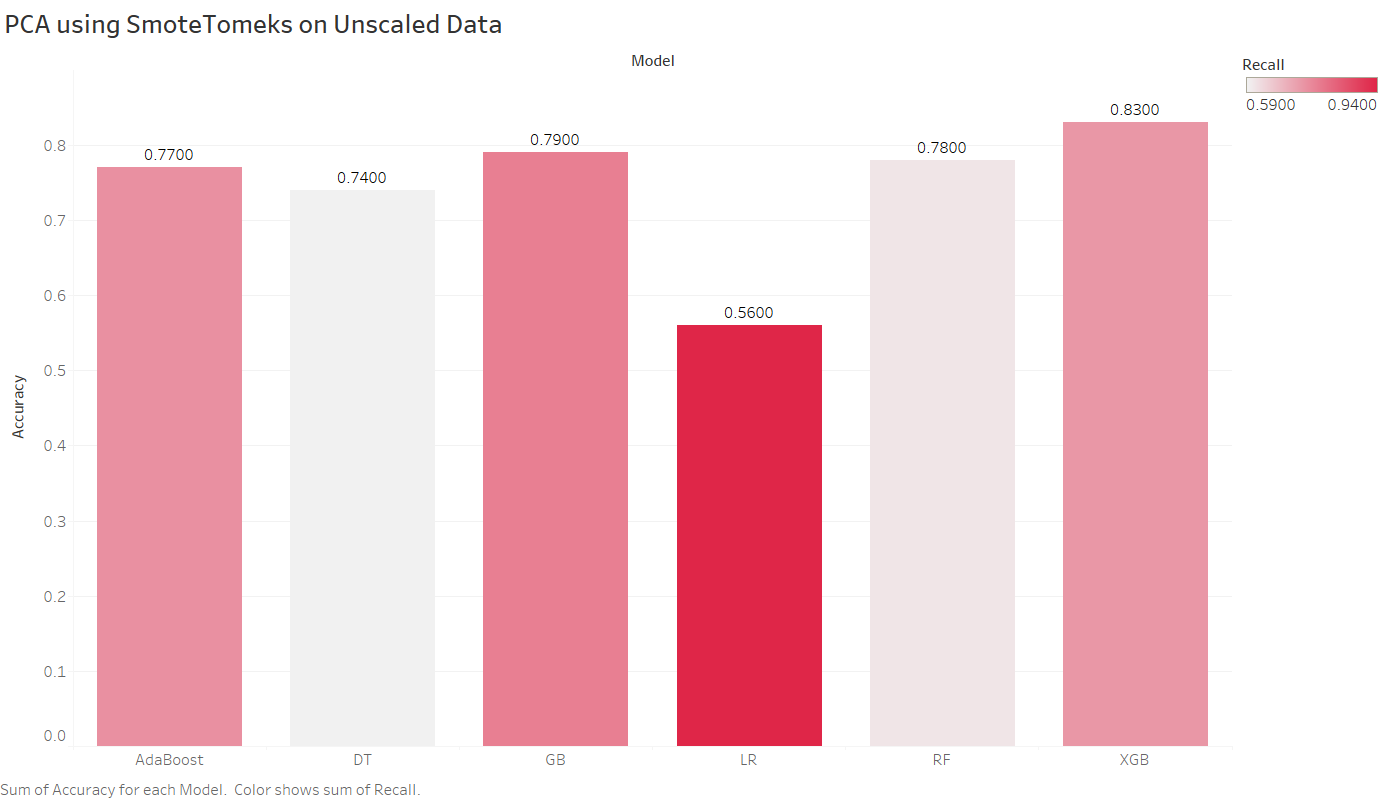 PCA using SmoteTomeks on Unscaled Data
Model
Recall
0.5900 0.9400
0.8300
0.7900
0.7800
0.7700
0.7400
0.5600
Accuracy
0.8
0.7
0.6
0.5
0.4
0.3
0.2
0.1
0.0
AdaBoost DT GB LR RF XGB
Sum of Accuracy for each Model. Color shows sum of Recall.